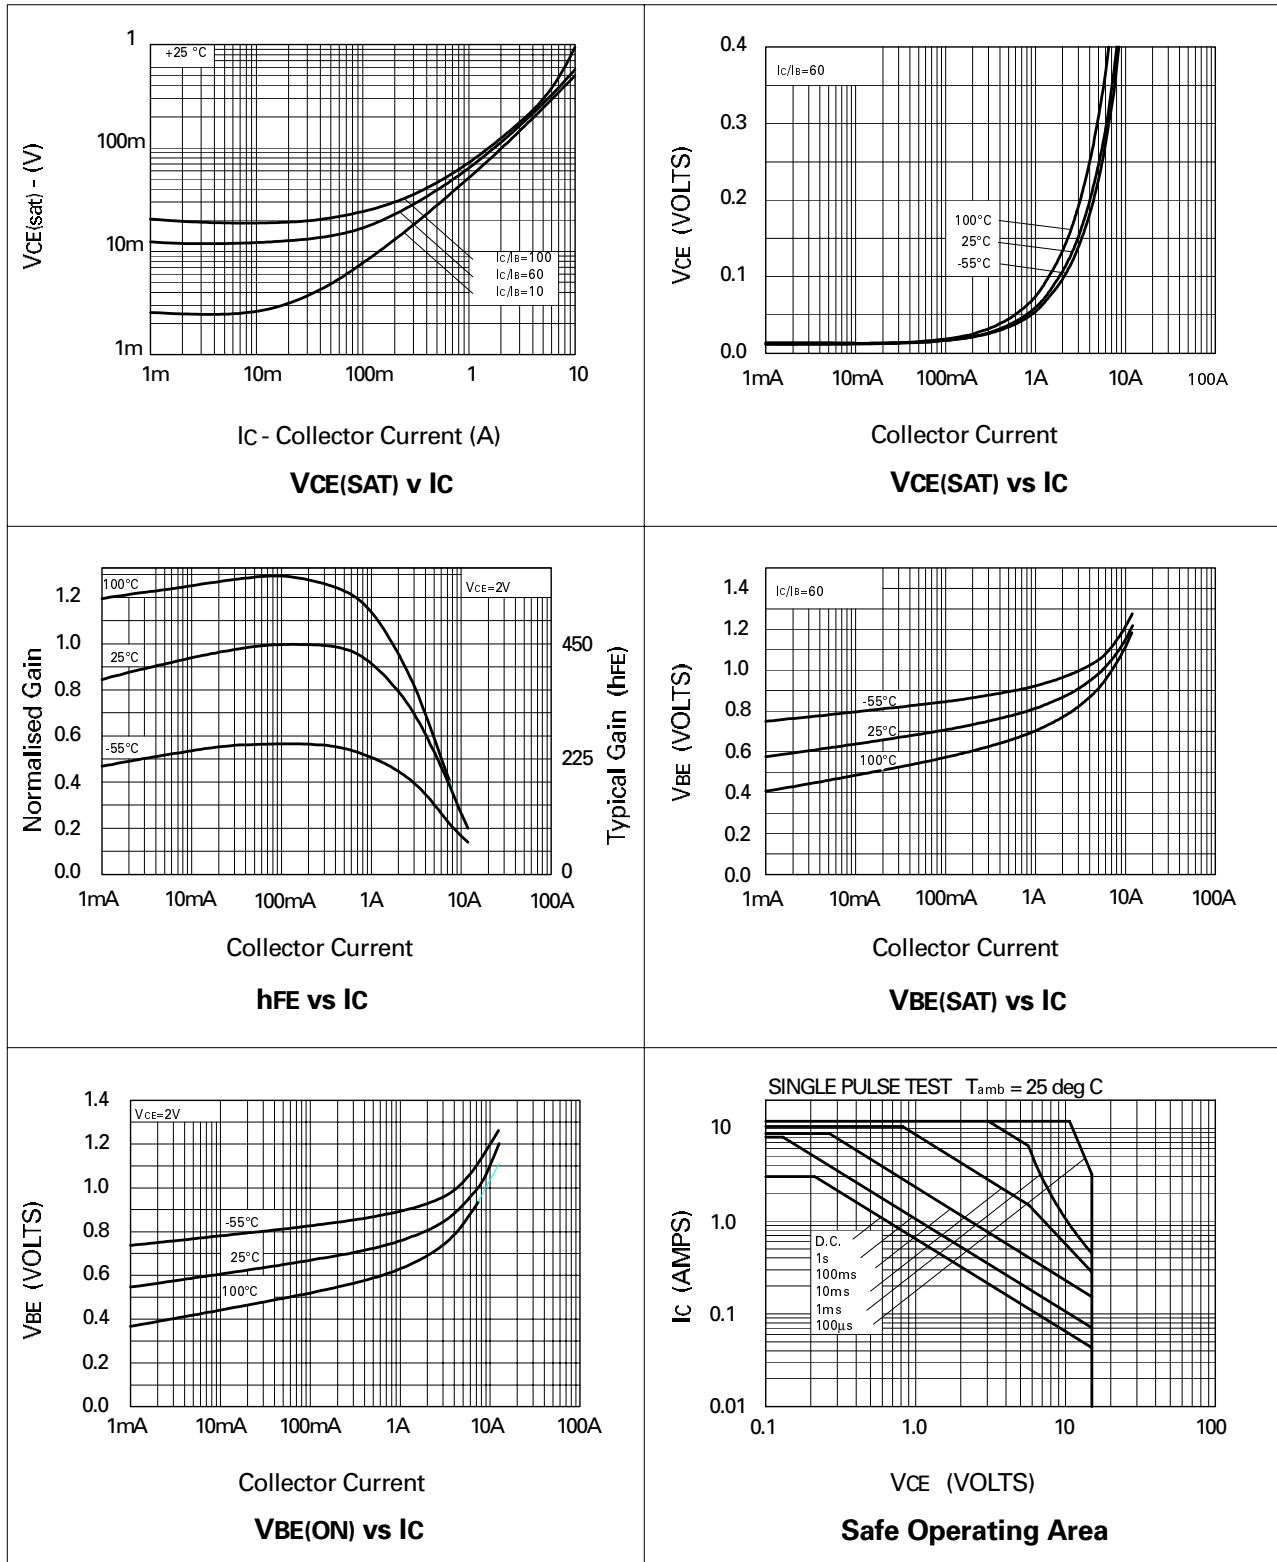 1
+25 °C
100m
10m
1m
VCE(sat) - (V)
IC/IB=100
IC/IB=60
IC/IB=10
1m 10m 100m 1 10
IC - Collector Current (A)
VCE(SAT) v IC
0.4
IC/IB=60
0.3
0.2
0.1
0.0
VCE (VOLTS)
100°C
25°C
-55°C
1mA 10mA 100mA 1A 10A 100A
Collector Current
VCE(SAT) vs IC
100°C
VCE=2V
1.2
1.0
0.8
0.6
0.4
0.2
0.0
Normalised Gain
25°C
-55°C
450
225
0
Typical Gain (hFE)
1mA 10mA 100mA 1A 10A 100A
Collector Current
hFE vs IC
1.4
IC/IB=60
1.2
1.0
0.8
0.6
0.4
0.2
0.0
VBE (VOLTS)
-55°C
25°C
100°C
1mA 10mA 100mA 1A 10A 100A
Collector Current
VBE(SAT) vs IC
1.4
VCE=2V
1.2
1.0
0.8
0.6
0.4
0.2
0.0
VBE (VOLTS)
-55°C
25°C
100°C
1mA 10mA 100mA 1A 10A 100A
Collector Current
VBE(ON) vs IC
SINGLE PULSE TEST Tamb = 25 deg C
10
1.0
0.1
0.01
IC (AMPS)
D.C.
1s
100ms
10ms
1ms
100µs
0.1 1.0 10 100
VCE (VOLTS)
Safe Operating Area